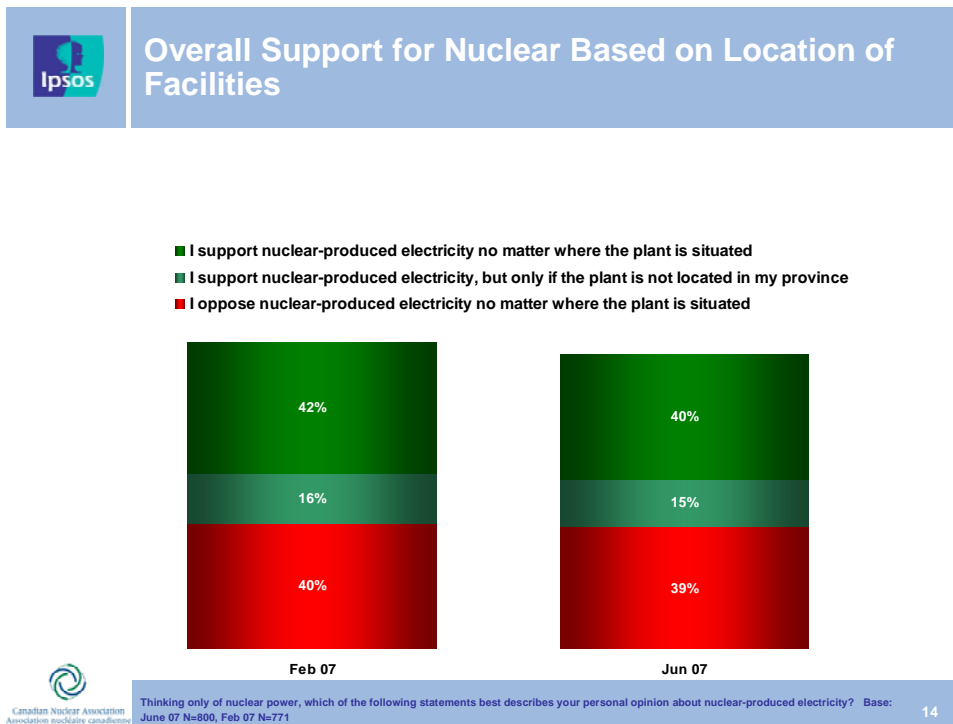 Ipsos
Overall Support for Nuclear Based on Location of
Facilities
I support nuclear-produced electricity no matter where the plant is situated
I support nuclear-produced electricity, but only if the plant is not located in my province
I oppose nuclear-produced electricity no matter where the plant is situated
42%
16%
40%
Feb 07
40%
15%
39%
Jun 07
Canadian Nuclear Association
Association nucléaire canadienne
Thinking only of nuclear power, which of the following statements best describes your personal opinion about nuclear-produced electricity? Base:
June 07 N=800, Feb 07 N=771
14